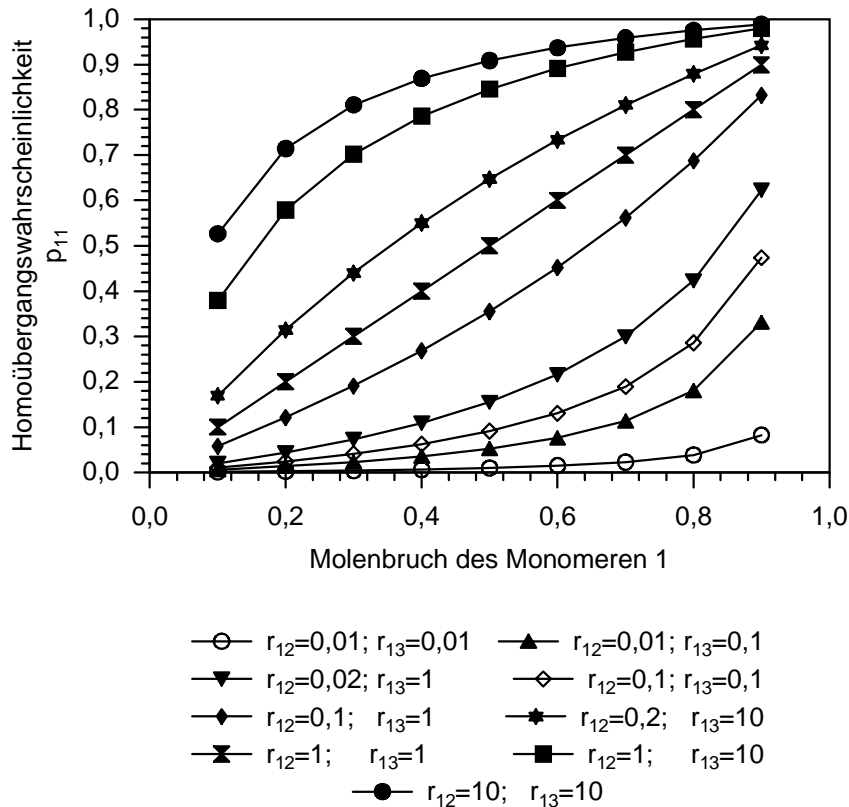 Homoübergangswahrscheinlichkeit
p₁₁
1,0
0,9
0,8
0,7
0,6
0,5
0,4
0,3
0,2
0,1
0,0
0,0 0,2 0,4 0,6 0,8 1,0
Molenbruch des Monomeren 1
r₁₂=0,01; r₁₃=0,01 r₁₂=0,01; r₁₃=0,1
r₁₂=0,02; r₁₃=1 r₁₂=0,1; r₁₃=0,1
r₁₂=0,1; r₁₃=1 r₁₂=0,2; r₁₃=10
r₁₂=1; r₁₃=1 r₁₂=1; r₁₃=10
r₁₂=10; r₁₃=10